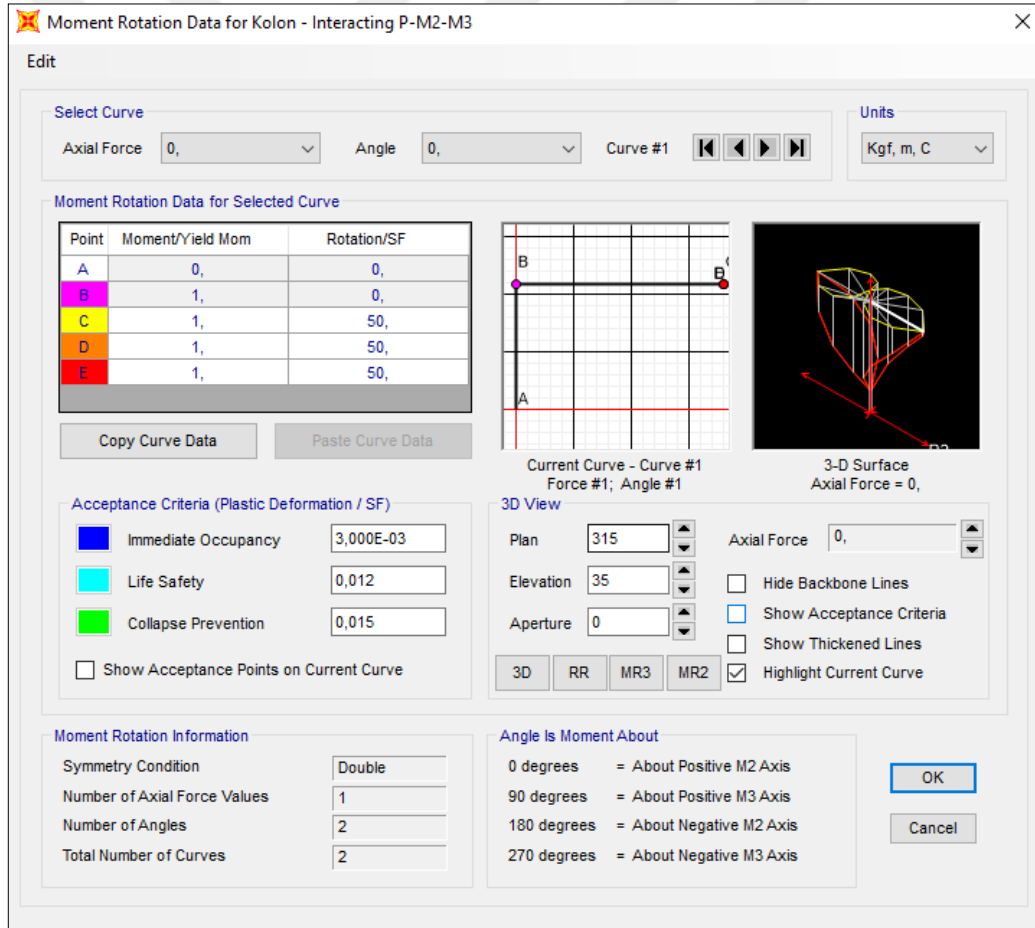 Moment Rotation Data for Kolon - Interacting P-M2-M3
Edit
Select Curve
Axial Force 0, Angle 0, Curve #1
Units
Kgf, m, C
Moment Rotation Data for Selected Curve
Point Moment/Yield Mom Rotation/SF
A 0, 0,
B 1, 0,
C 1, 50,
D 1, 50,
E 1, 50,
Copy Curve Data Paste Curve Data
B
A
Current Curve - Curve #1
Force #1; Angle #1
3-D Surface
Axial Force = 0,
Acceptance Criteria (Plastic Deformation / SF)
Immediate Occupancy 3,000E-03
Life Safety 0,012
Collapse Prevention 0,015
Show Acceptance Points on Current Curve
3D View
Plan 315
Elevation 35
Aperture 0
3D RR MR3 MR2
Axial Force 0,
Hide Backbone Lines
Show Acceptance Criteria
Show Thickened Lines
Highlight Current Curve
Moment Rotation Information
Symmetry Condition Double
Number of Axial Force Values 1
Number of Angles 2
Total Number of Curves 2
Angle Is Moment About
0 degrees = About Positive M2 Axis
90 degrees = About Positive M3 Axis
180 degrees = About Negative M2 Axis
270 degrees = About Negative M3 Axis
OK
Cancel